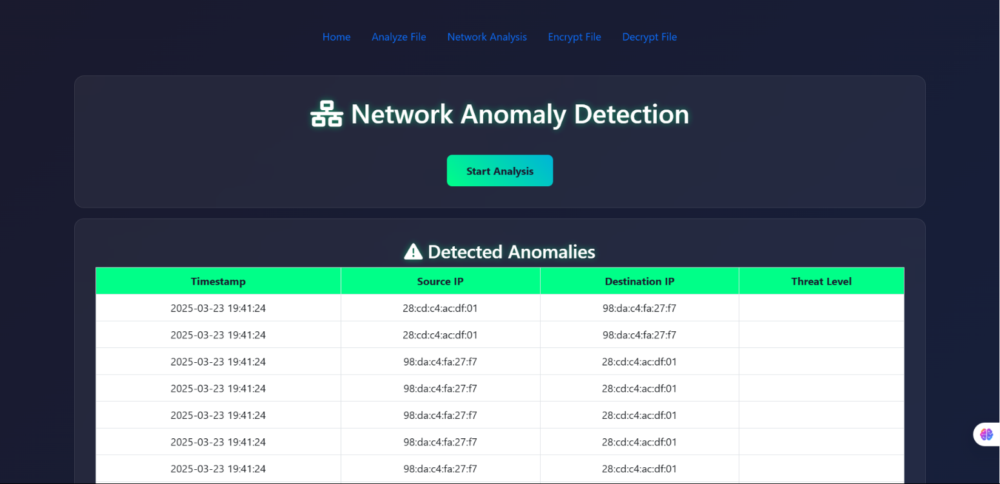 Home Analyze File Network Analysis Encrypt File Decrypt File
Network Anomaly Detection
Start Analysis
Detected Anomalies
Timestamp Source IP Destination IP Threat Level
2025-03-23 19:41:24 28:cd:c4:ac:df:01 98:da:c4:fa:27:f7
2025-03-23 19:41:24 28:cd:c4:ac:df:01 98:da:c4:fa:27:f7
2025-03-23 19:41:24 98:da:c4:fa:27:f7 28:cd:c4:ac:df:01
2025-03-23 19:41:24 98:da:c4:fa:27:f7 28:cd:c4:ac:df:01
2025-03-23 19:41:24 98:da:c4:fa:27:f7 28:cd:c4:ac:df:01
2025-03-23 19:41:24 98:da:c4:fa:27:f7 28:cd:c4:ac:df:01
2025-03-23 19:41:24 98:da:c4:fa:27:f7 28:cd:c4:ac:df:01